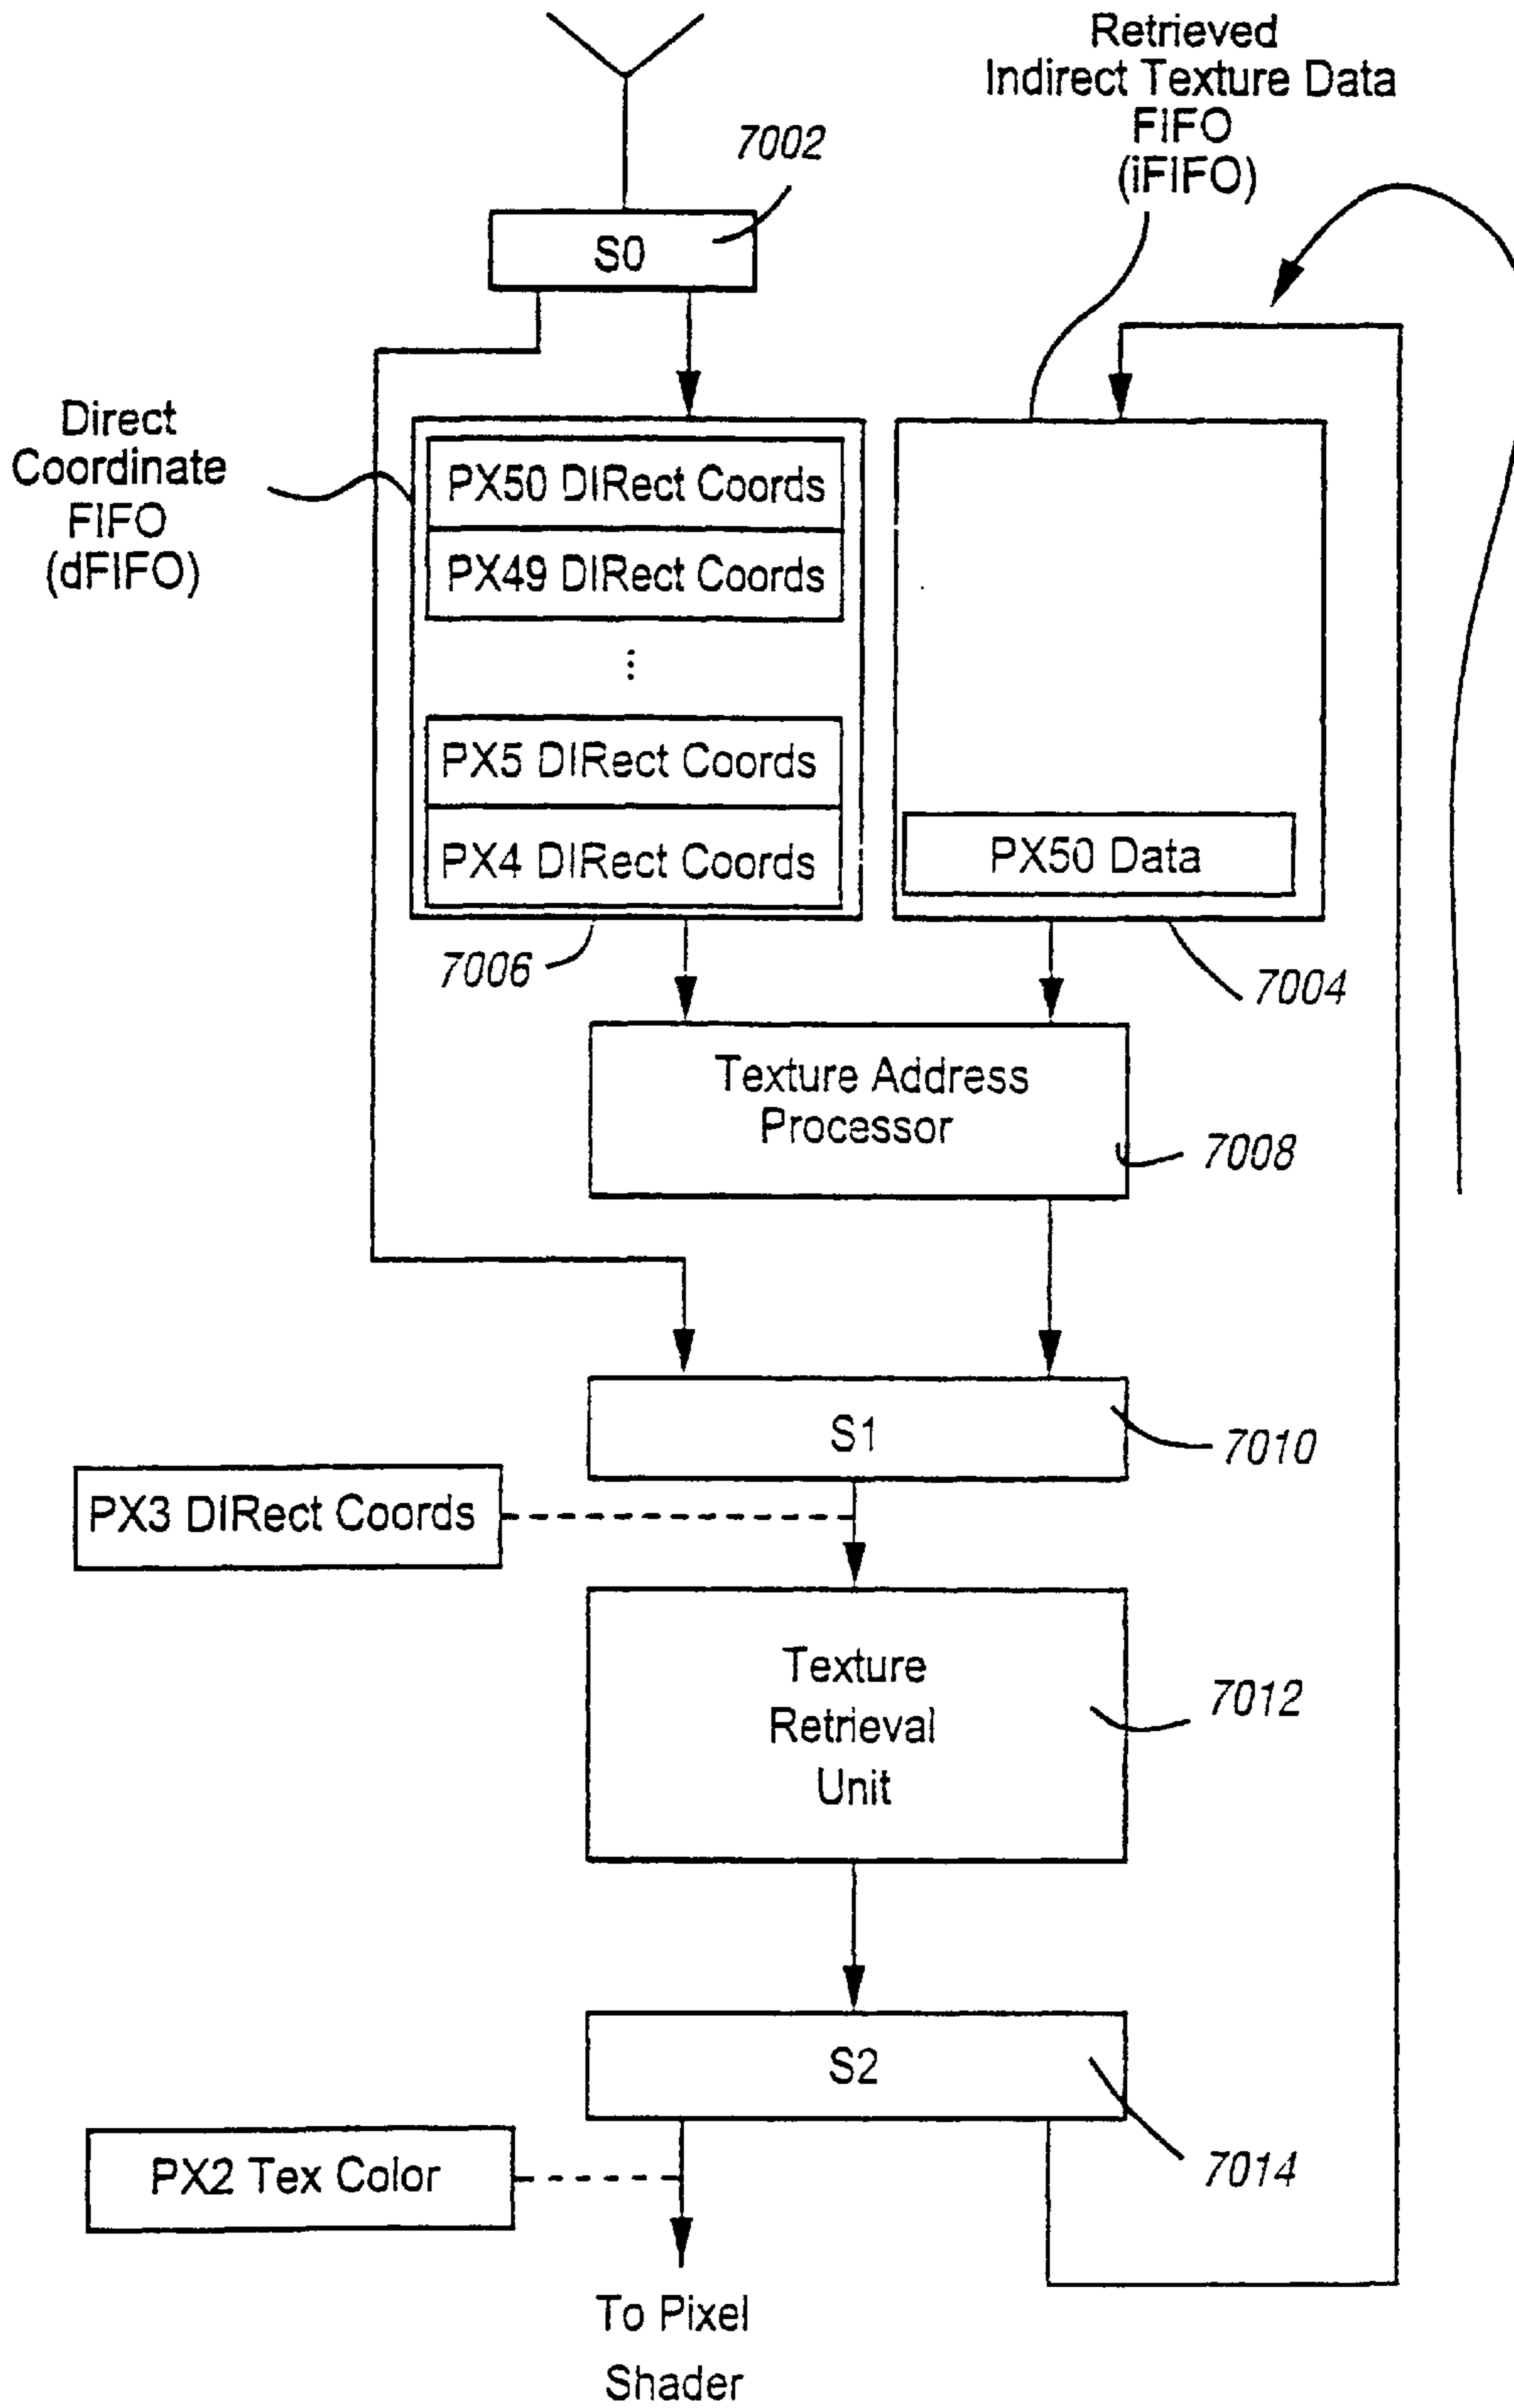 Retrieved
Indirect Texture Data
FIFO
(iFIFO)
7002
S0
Direct
Coordinate
FIFO
(dFIFO)
PX50 DIRect Coords
PX49 DIRect Coords
⋮
PX5 DIRect Coords
PX4 DIRect Coords
PX50 Data
7006
7004
Texture Address
Processor
7008
S1
7010
PX3 DIRect Coords
Texture
Retrieval
Unit
7012
S2
7014
PX2 Tex Color
To Pixel
Shader